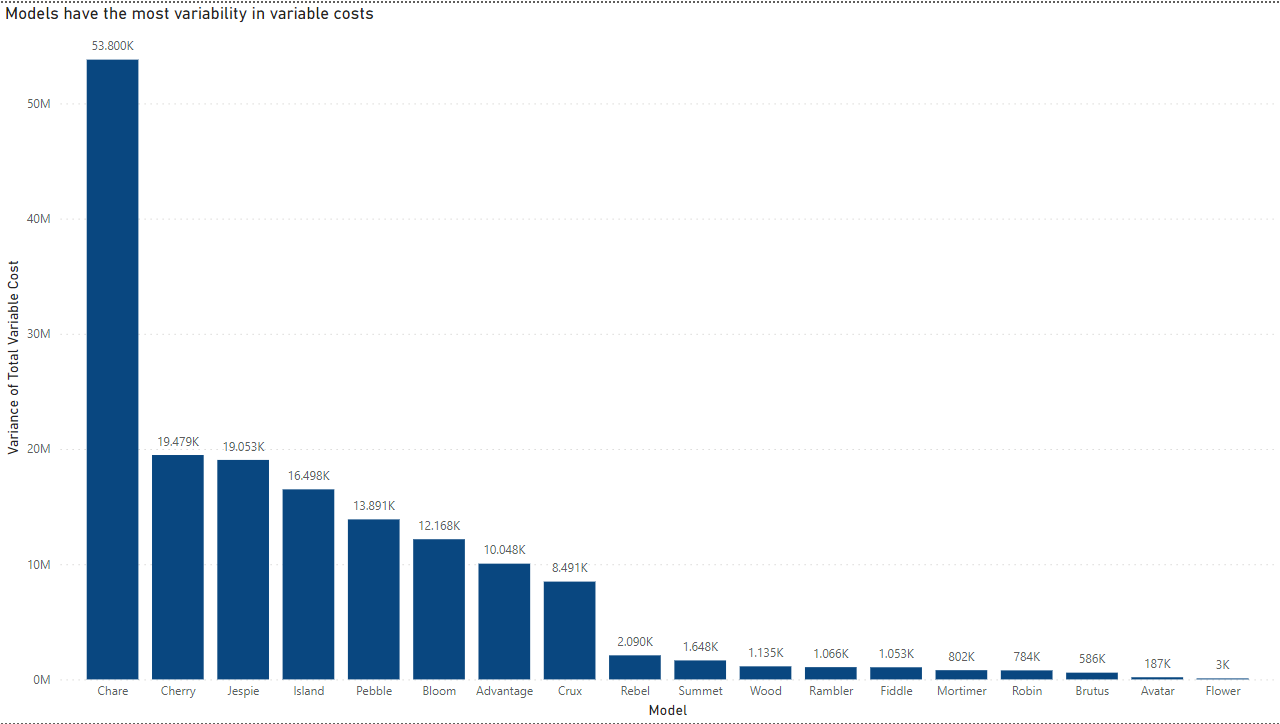 Models have the most variability in variable costs
53.800K
50M
40M
30M
20M
10M
0M
Variance of Total Variable Cost
19.479K
19.053K
16.498K
13.891K
12.168K
10.048K
8.491K
2.090K
1.648K
1.135K
1.066K
1.053K
802K
784K
586K
187K
3K
Chare Cherry Jespie Island Pebble Bloom Advantage Crux Rebel Summet Wood Rambler Fiddle Mortimer Robin Brutus Avatar Flower
Model